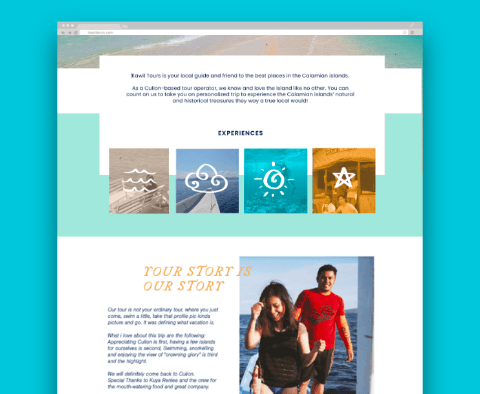 Kawil Tours is your local guide and friend to the best places in the Calamian islands.
As a Culion-based tour operator, we know and love the island like no other. You can
count on us to take you on personalized trip to experience the Calamian islands' natural
and historical treasures they way a true local would!
EXPERIENCES
YOUR STORY IS
OUR STORY
Our tour is not your ordinary tour, where you just
come, swim a little, take that profile pic kinda
picture and go. It was defining what vacation is.
What I love about this trip are the following:
Appreciating Culion is first, having a few islands
for ourselves is second, Swimming, snorkelling
and enjoying the view of "crowning glory" is third
and the highlight.
We will definitely come back to Culion.
Special Thanks to Kuya Rentee and the crew for
the mouth-watering food and great company.